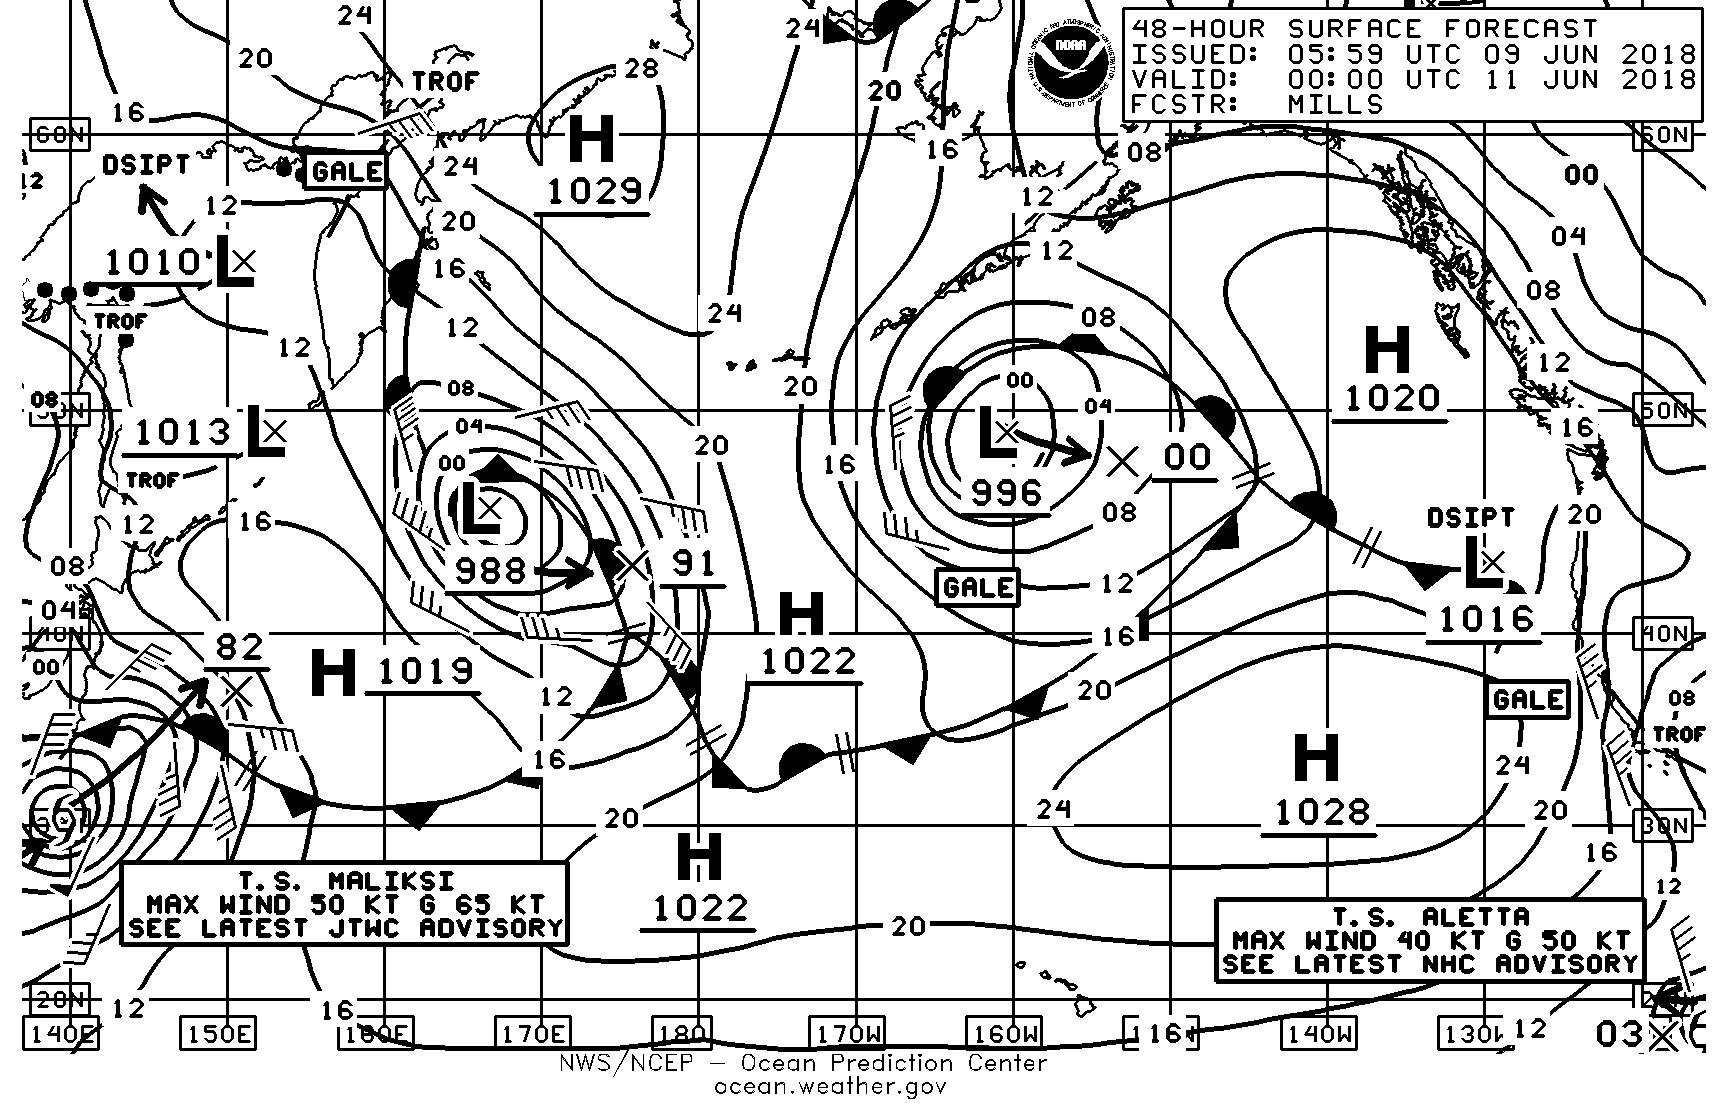 48-HOUR SURFACE FORECAST
ISSUED: 05:59 UTC 09 JUN 2018
VALID: 00:00 UTC 11 JUN 2018
FCSTR: MILLS
NOAA
24
24
20
TROF
28
20
16
60N
60N
H
1029
24
16
08
GALE
DSIPT
12
12
00
12
20
04
1010
L
16
12
08
TROF
24
08
12
12
12
H
1020
08
20
00
08
04
50N
1013
L
04
16
20
L
00
16
996
00
TROF
L
08
DSIPT
12
16
20
988
91
L
08
GALE
12
04
H
1022
1016
16
40N
82
H
1019
00
12
20
GALE
08
TROF
16
H
1028
24
24
20
20
30N
H
1022
16
12
T.S. MALIKSI
MAX WIND 50 KT G 65 KT
SEE LATEST JTWC ADVISORY
20
T.S. ALETTA
MAX WIND 40 KT G 50 KT
SEE LATEST NHC ADVISORY
20N
12
16
140E
150E
160E
170E
180
170W
160W
16
140W
130W
12
03
NWS/NCEP – Ocean Prediction Center
ocean.weather.gov